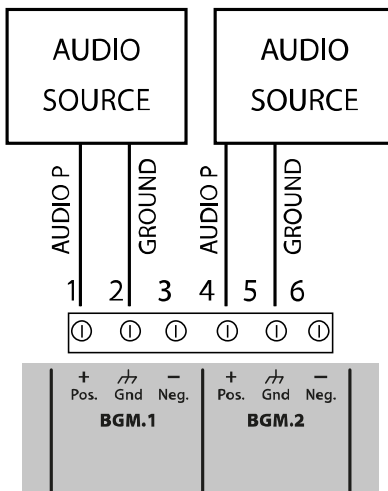 AUDIO SOURCE
AUDIO SOURCE
AUDIO P
GROUND
AUDIO P
GROUND
1 2 3 4 5 6
+ − + −
Pos. Gnd Neg. Pos. Gnd Neg.
BGM.1 BGM.2